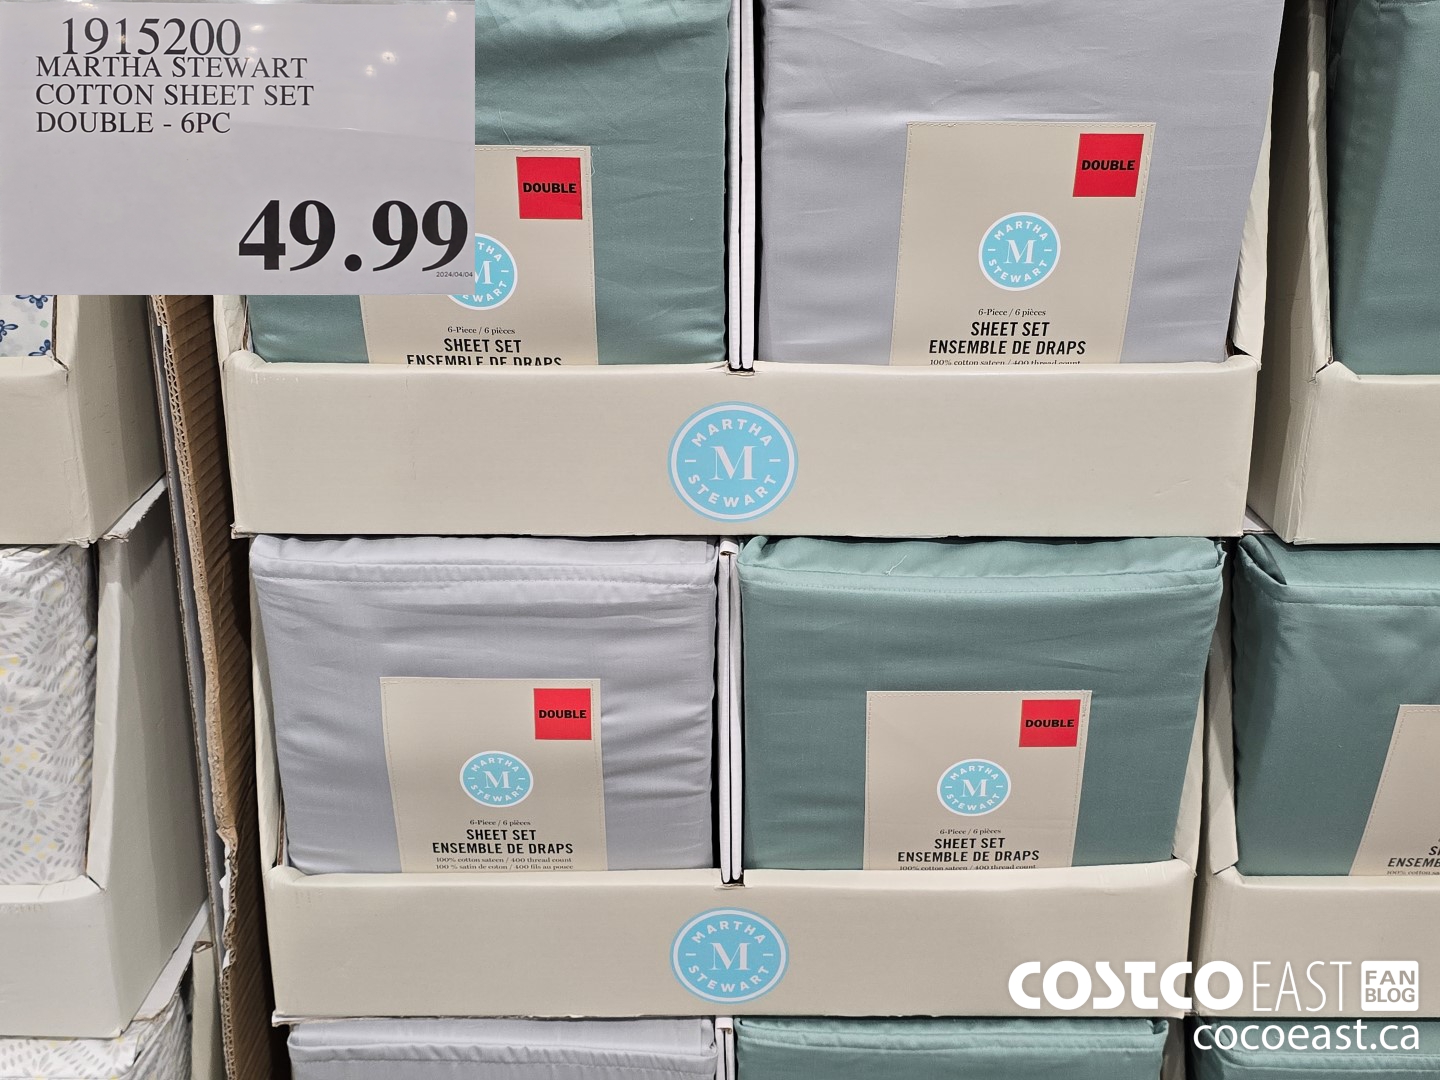 1915200
MARTHA STEWART
COTTON SHEET SET
DOUBLE - 6PC
49.99
2024/04/04
DOUBLE
THA
M
STEWART
6-Piece / 6 pièces
SHEET SET
ENSEMBLE DE DRAPS
DOUBLE
MARTHA
M
STEWART
6-Piece / 6 pièces
SHEET SET
ENSEMBLE DE DRAPS
100% cotton sateen / 400 thread count
MARTHA
M
STEWART
DOUBLE
MARTHA
M
STEWART
6-Piece / 6 pièces
SHEET SET
ENSEMBLE DE DRAPS
100% cotton sateen / 400 thread count
100 % satin de coton / 400 fils au pouce
DOUBLE
MARTHA
M
STEWART
6-Piece / 6 pièces
SHEET SET
ENSEMBLE DE DRAPS
100% cotton sateen / 400 thread count
MARTHA
M
STEWART
COSTCO EAST FAN BLOG
cocoeast.ca